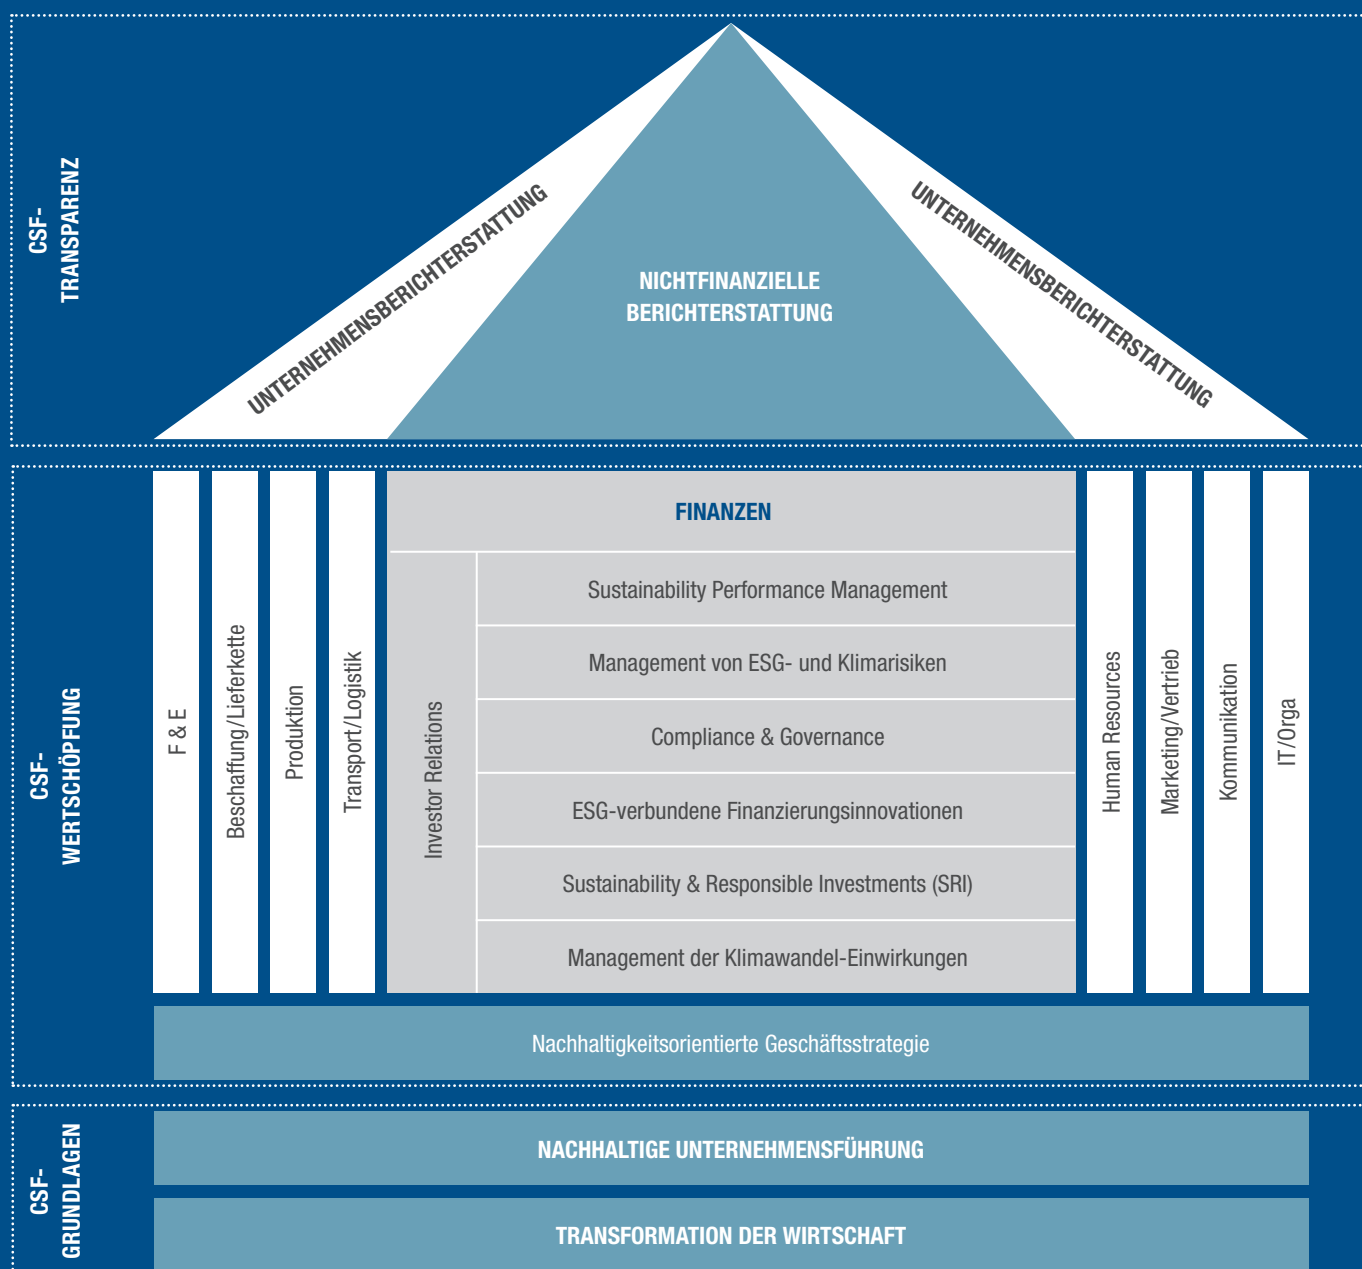 CSF-
TRANSPARENZ
UNTERNEHMENSBERICHTERSTATTUNG
NICHTFINANZIELLE
BERICHTERSTATTUNG
UNTERNEHMENSBERICHTERSTATTUNG
CSF-
WERTSCHÖPFUNG
F & E
Beschaffung/Lieferkette
Produktion
Transport/Logistik
FINANZEN
Investor Relations
Sustainability Performance Management
Management von ESG- und Klimarisiken
Compliance & Governance
ESG-verbundene Finanzierungsinnovationen
Sustainability & Responsible Investments (SRI)
Management der Klimawandel-Einwirkungen
Human Resources
Marketing/Vertrieb
Kommunikation
IT/Orga
Nachhaltigkeitsorientierte Geschäftsstrategie
CSF-
GRUNDLAGEN
NACHHALTIGE UNTERNEHMENSFÜHRUNG
TRANSFORMATION DER WIRTSCHAFT